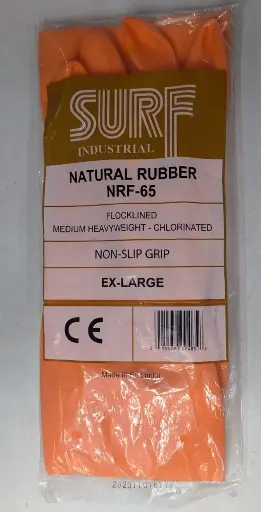 SURF
INDUSTRIAL
NATURAL RUBBER
NRF-65
FLOCKLINED
MEDIUM HEAVYWEIGHT - CHLORINATED
NON-SLIP GRIP
EX-LARGE
CE
Made in Sri Lanka